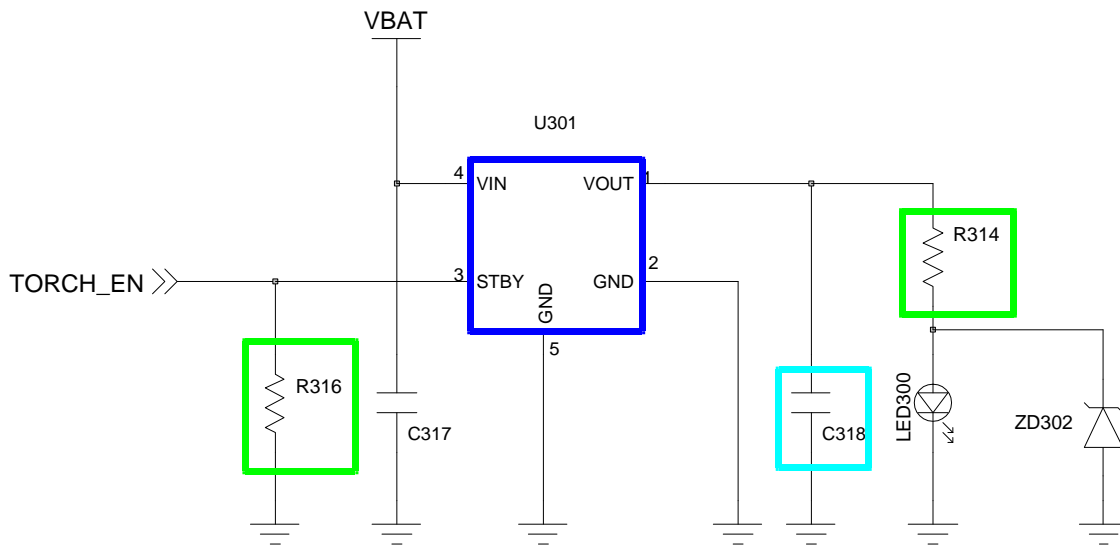 VBAT
U301
4
VIN
VOUT
1
R314
TORCH_EN
3
STBY
GND
2
GND
5
R316
C317
C318
LED300
ZD302